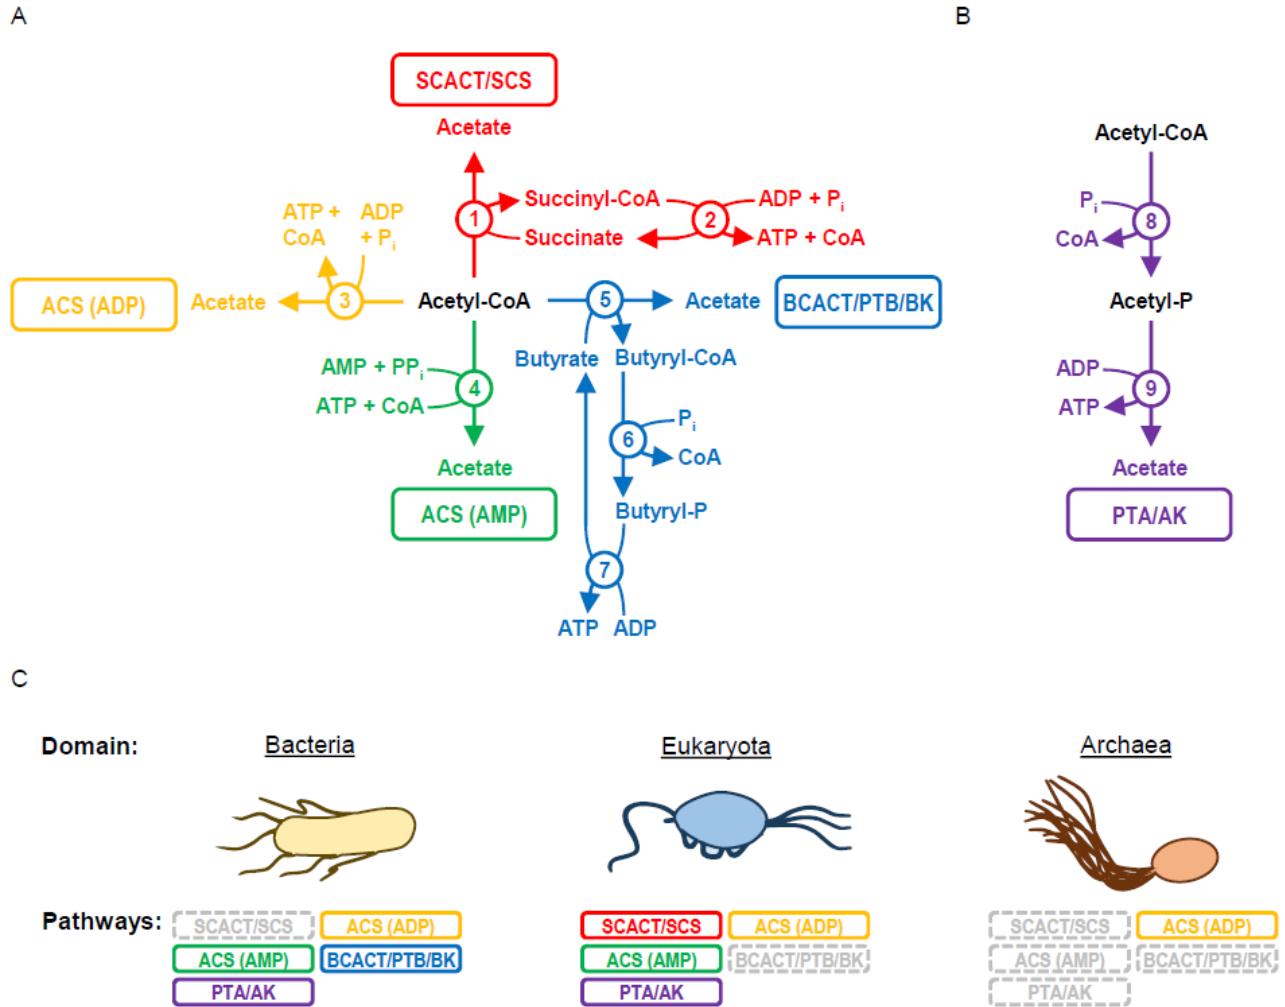 A
B
SCACT/SCS
Acetate
Acetyl-CoA
ATP +
CoA
ADP
+ Pi
1
Succinyl-CoA
Succinate
2
ADP + Pi
ATP + CoA
Pi
CoA
8
ACS (ADP)
Acetate
3
Acetyl-CoA
5
Acetate
BCACT/PTB/BK
Acetyl-P
AMP + PPi
ATP + CoA
4
Butyrate
Butyryl-CoA
ADP
ATP
9
6
Pi
CoA
Acetate
ACS (AMP)
Butyryl-P
Acetate
PTA/AK
7
ATP
ADP
C
Domain:
Bacteria
Eukaryota
Archaea
Pathways:
SCACT/SCS
ACS (ADP)
ACS (AMP)
BCACT/PTB/BK
PTA/AK
SCACT/SCS
ACS (ADP)
ACS (AMP)
BCACT/PTB/BK
PTA/AK
SCACT/SCS
ACS (ADP)
ACS (AMP)
BCACT/PTB/BK
PTA/AK